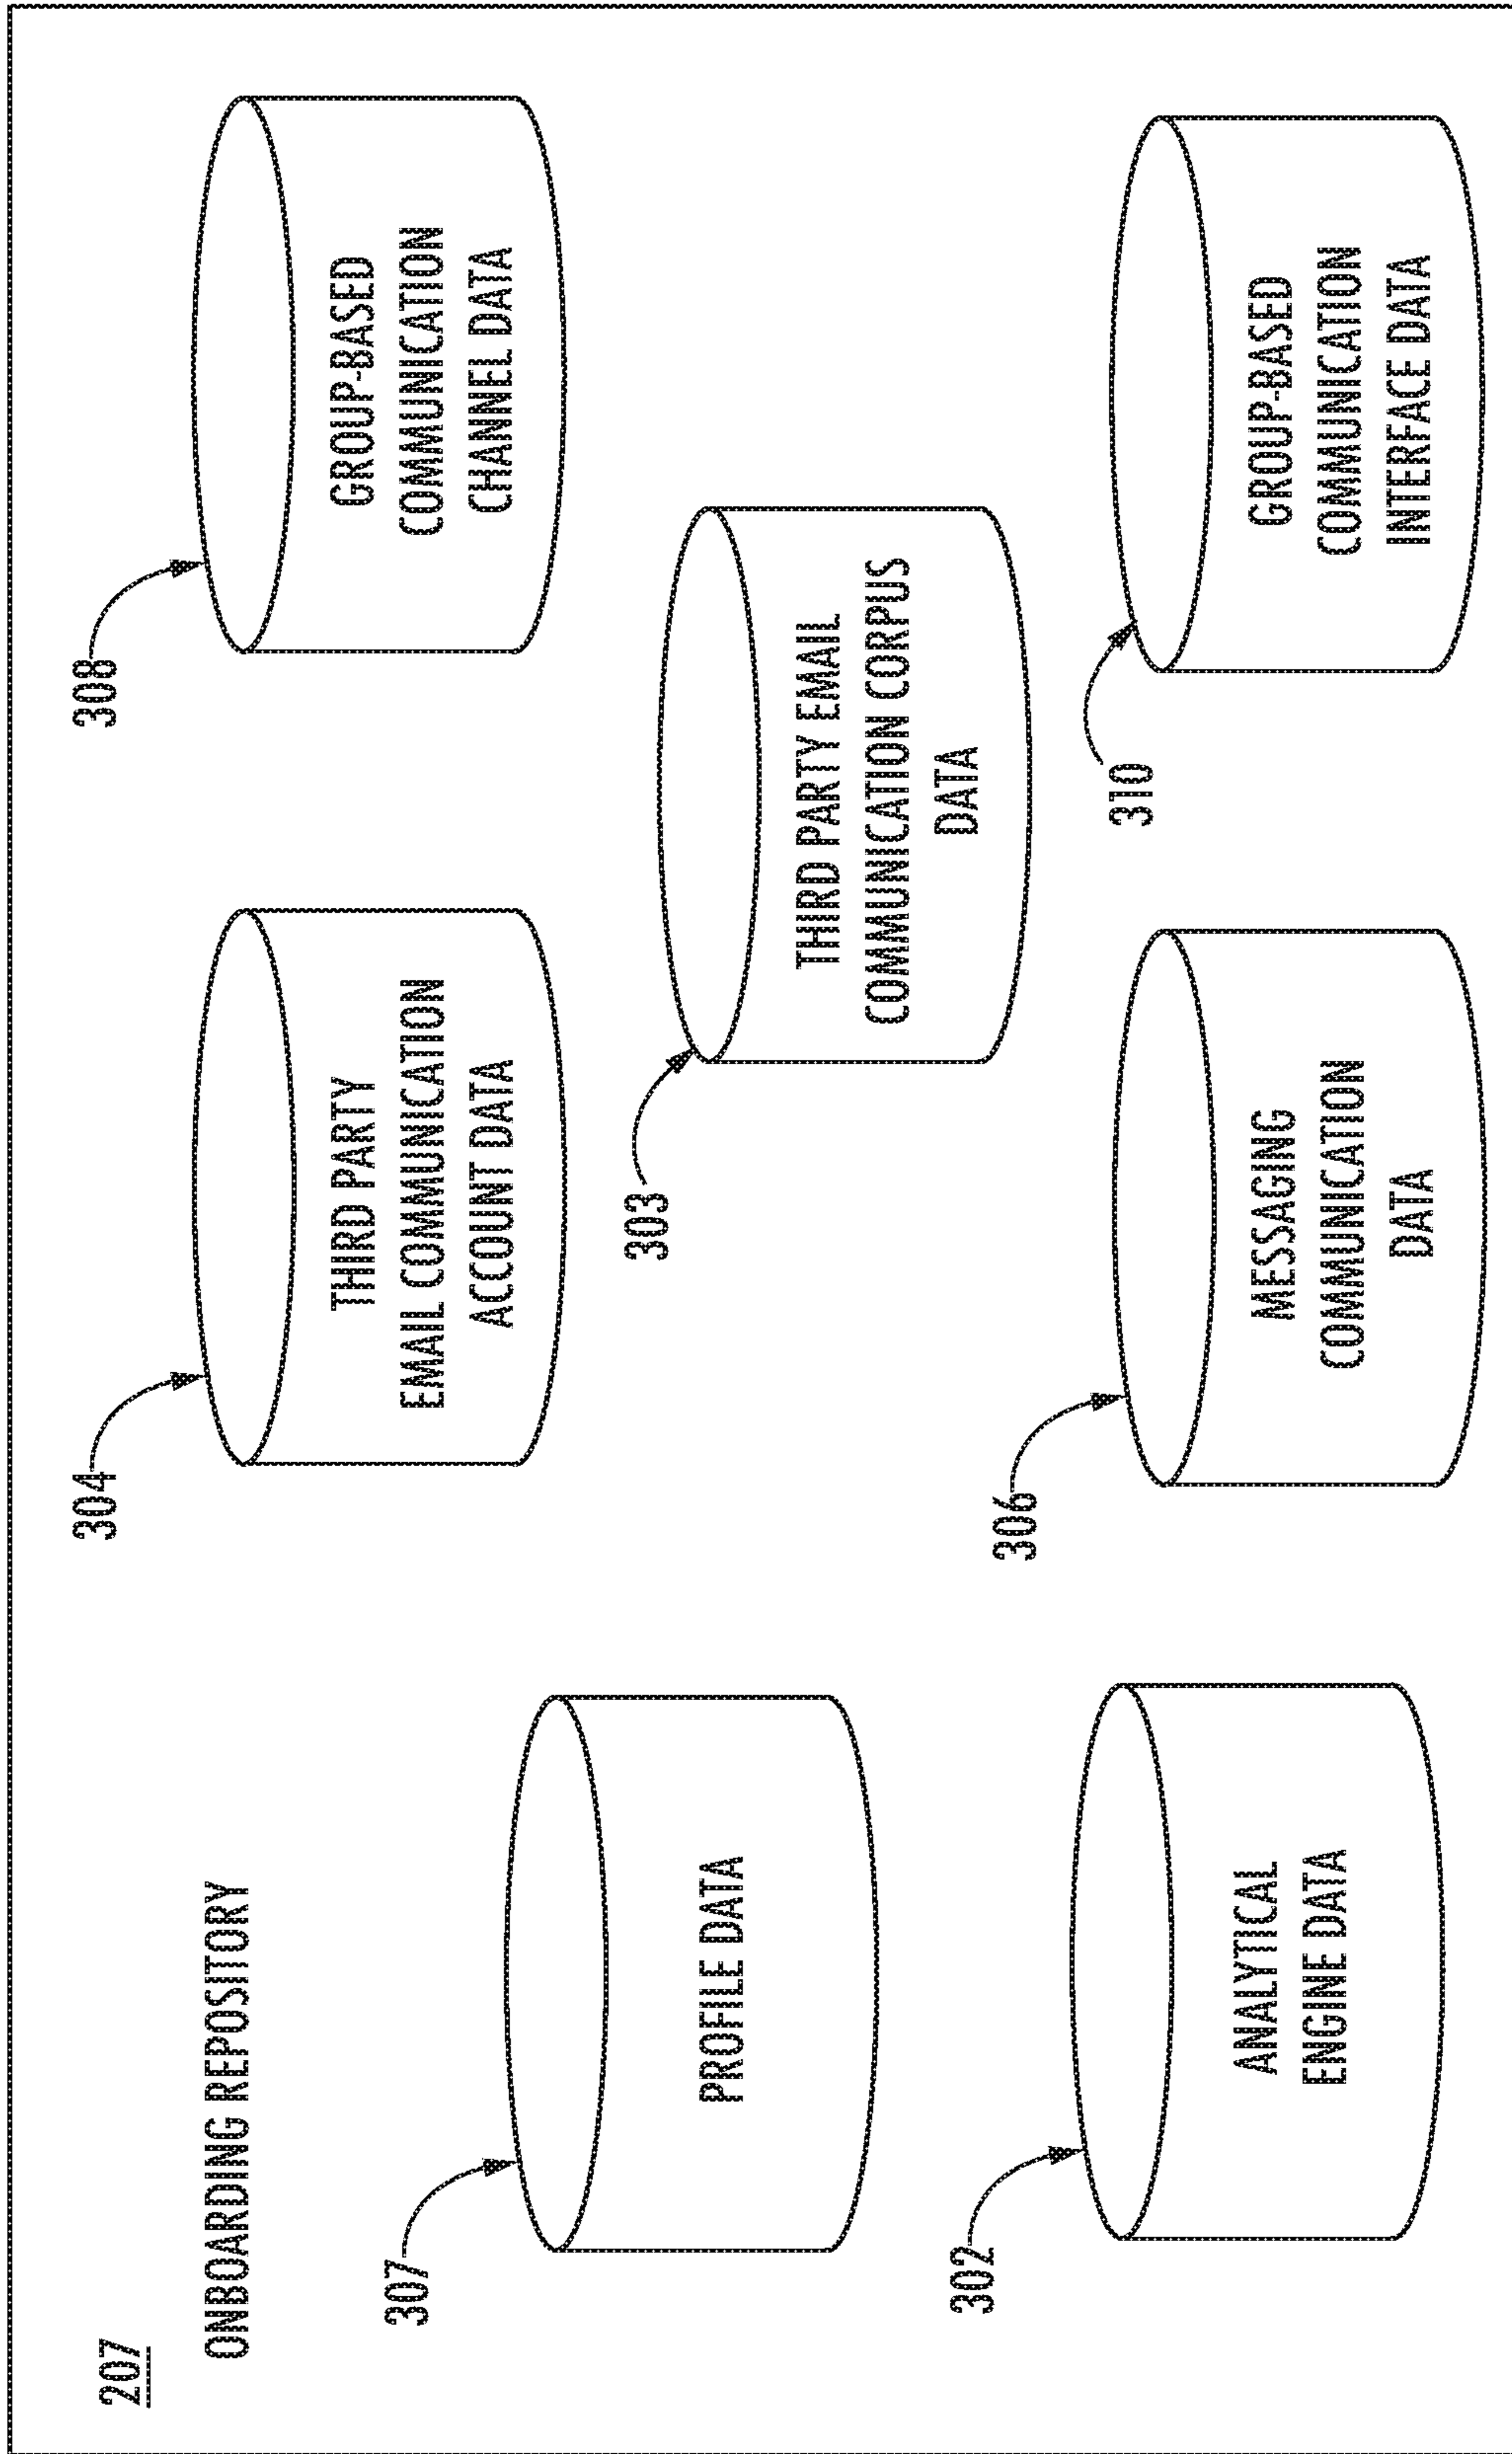 207
ONBOARDING REPOSITORY
304
THIRD PARTY
EMAIL COMMUNICATION
ACCOUNT DATA
308
GROUP-BASED
COMMUNICATION
CHANNEL DATA
307
PROFILE DATA
303
THIRD PARTY EMAIL
COMMUNICATION CORPUS
DATA
302
ANALYTICAL
ENGINE DATA
306
MESSAGING
COMMUNICATION
DATA
310
GROUP-BASED
COMMUNICATION
INTERFACE DATA